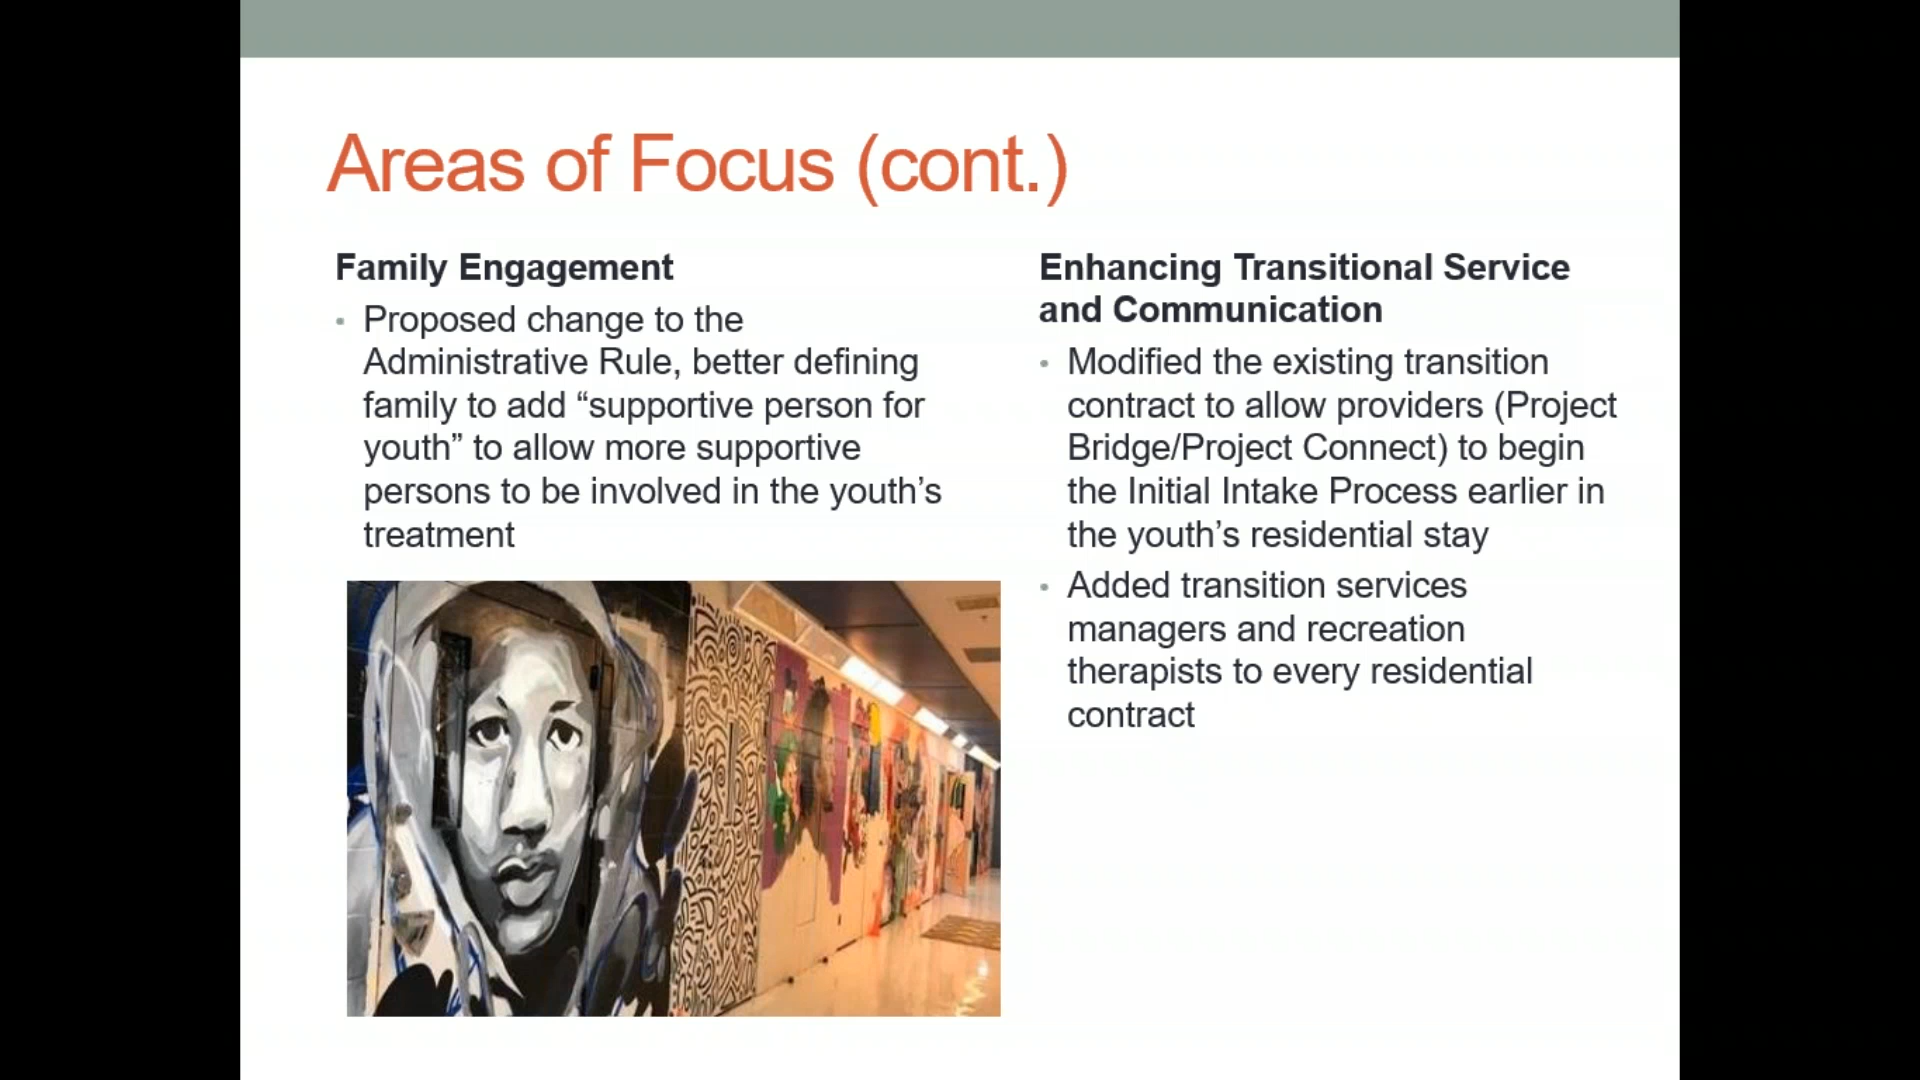 Areas of Focus (cont.)
Family Engagement
• Proposed change to the
Administrative Rule, better defining
family to add “supportive person for
youth” to allow more supportive
persons to be involved in the youth’s
treatment
Enhancing Transitional Service
and Communication
• Modified the existing transition
contract to allow providers (Project
Bridge/Project Connect) to begin
the Initial Intake Process earlier in
the youth’s residential stay
• Added transition services
managers and recreation
therapists to every residential
contract